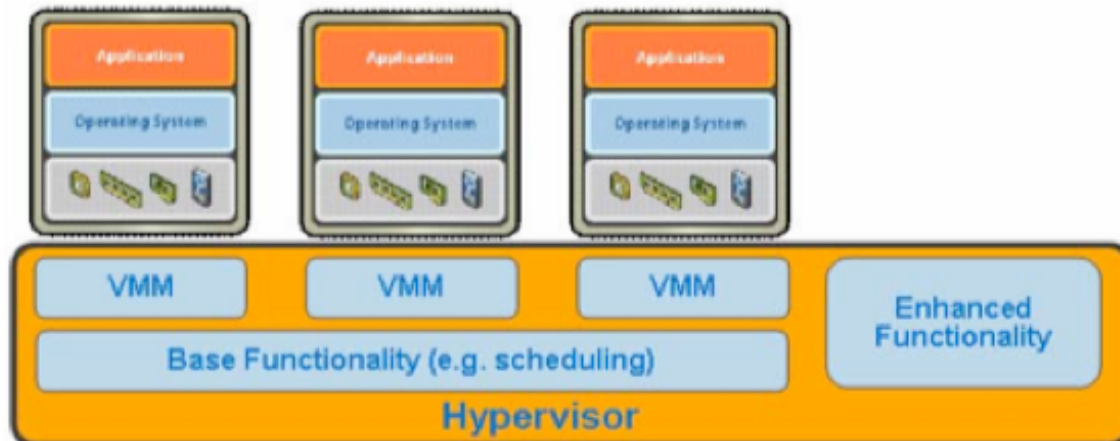 Application
Application
Application
Operating System
Operating System
Operating System
VMM
VMM
VMM
Enhanced
Functionality
Base Functionality (e.g. scheduling)
Hypervisor